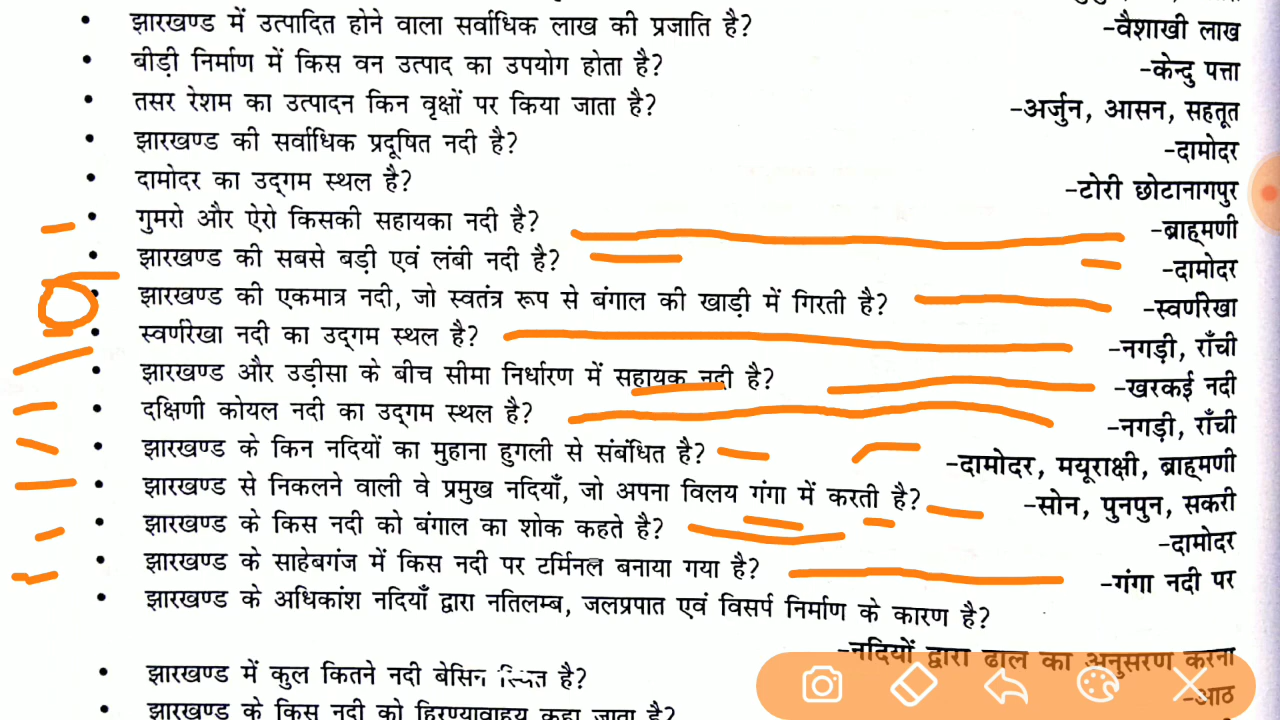 झारखण्ड में उत्पादित होने वाला सर्वाधिक लाख की प्रजाति है? -वैशाखी लाख
बीड़ी निर्माण में किस वन उत्पाद का उपयोग होता है? -केन्दु पत्ता
तसर रेशम का उत्पादन किन वृक्षों पर किया जाता है? -अर्जुन, आसन, सहतूत
झारखण्ड की सर्वाधिक प्रदूषित नदी है? -दामोदर
दामोदर का उद्‌गम स्थल है? -टोरी छोटानागपुर
गुमरो और ऐरो किसकी सहायका नदी है? -ब्राह्मणी
झारखण्ड की सबसे बड़ी एवं लंबी नदी है? -दामोदर
झारखण्ड की एकमात्र नदी, जो स्वतंत्र रूप से बंगाल की खाड़ी में गिरती है? -स्वर्णरेखा
स्वर्णरेखा नदी का उद्‌गम स्थल है? -नगड़ी, राँची
झारखण्ड और उड़ीसा के बीच सीमा निर्धारण में सहायक नदी है? -खरकई नदी
दक्षिणी कोयल नदी का उद्‌गम स्थल है? -नगड़ी, राँची
झारखण्ड के किन नदियों का मुहाना हुगली से संबंधित है? -दामोदर, मयूराक्षी, ब्राह्मणी
झारखण्ड से निकलने वाली वे प्रमुख नदियाँ, जो अपना विलय गंगा में करती है? -सोन, पुनपुन, सकरी
झारखण्ड के किस नदी को बंगाल का शोक कहते है? -दामोदर
झारखण्ड के साहेबगंज में किस नदी पर टर्मिनल बनाया गया है? -गंगा नदी पर
झारखण्ड के अधिकांश नदियाँ द्वारा नतिलम्ब, जलप्रपात एवं विसर्प निर्माण के कारण है?
-नदियों द्वारा ढाल का अनुसरण करना
झारखण्ड में कुल कितने नदी बेसिन स्थित है? -आठ
झारखण्ड के किस नदी को हिरण्यावाहय कहा जाता है?